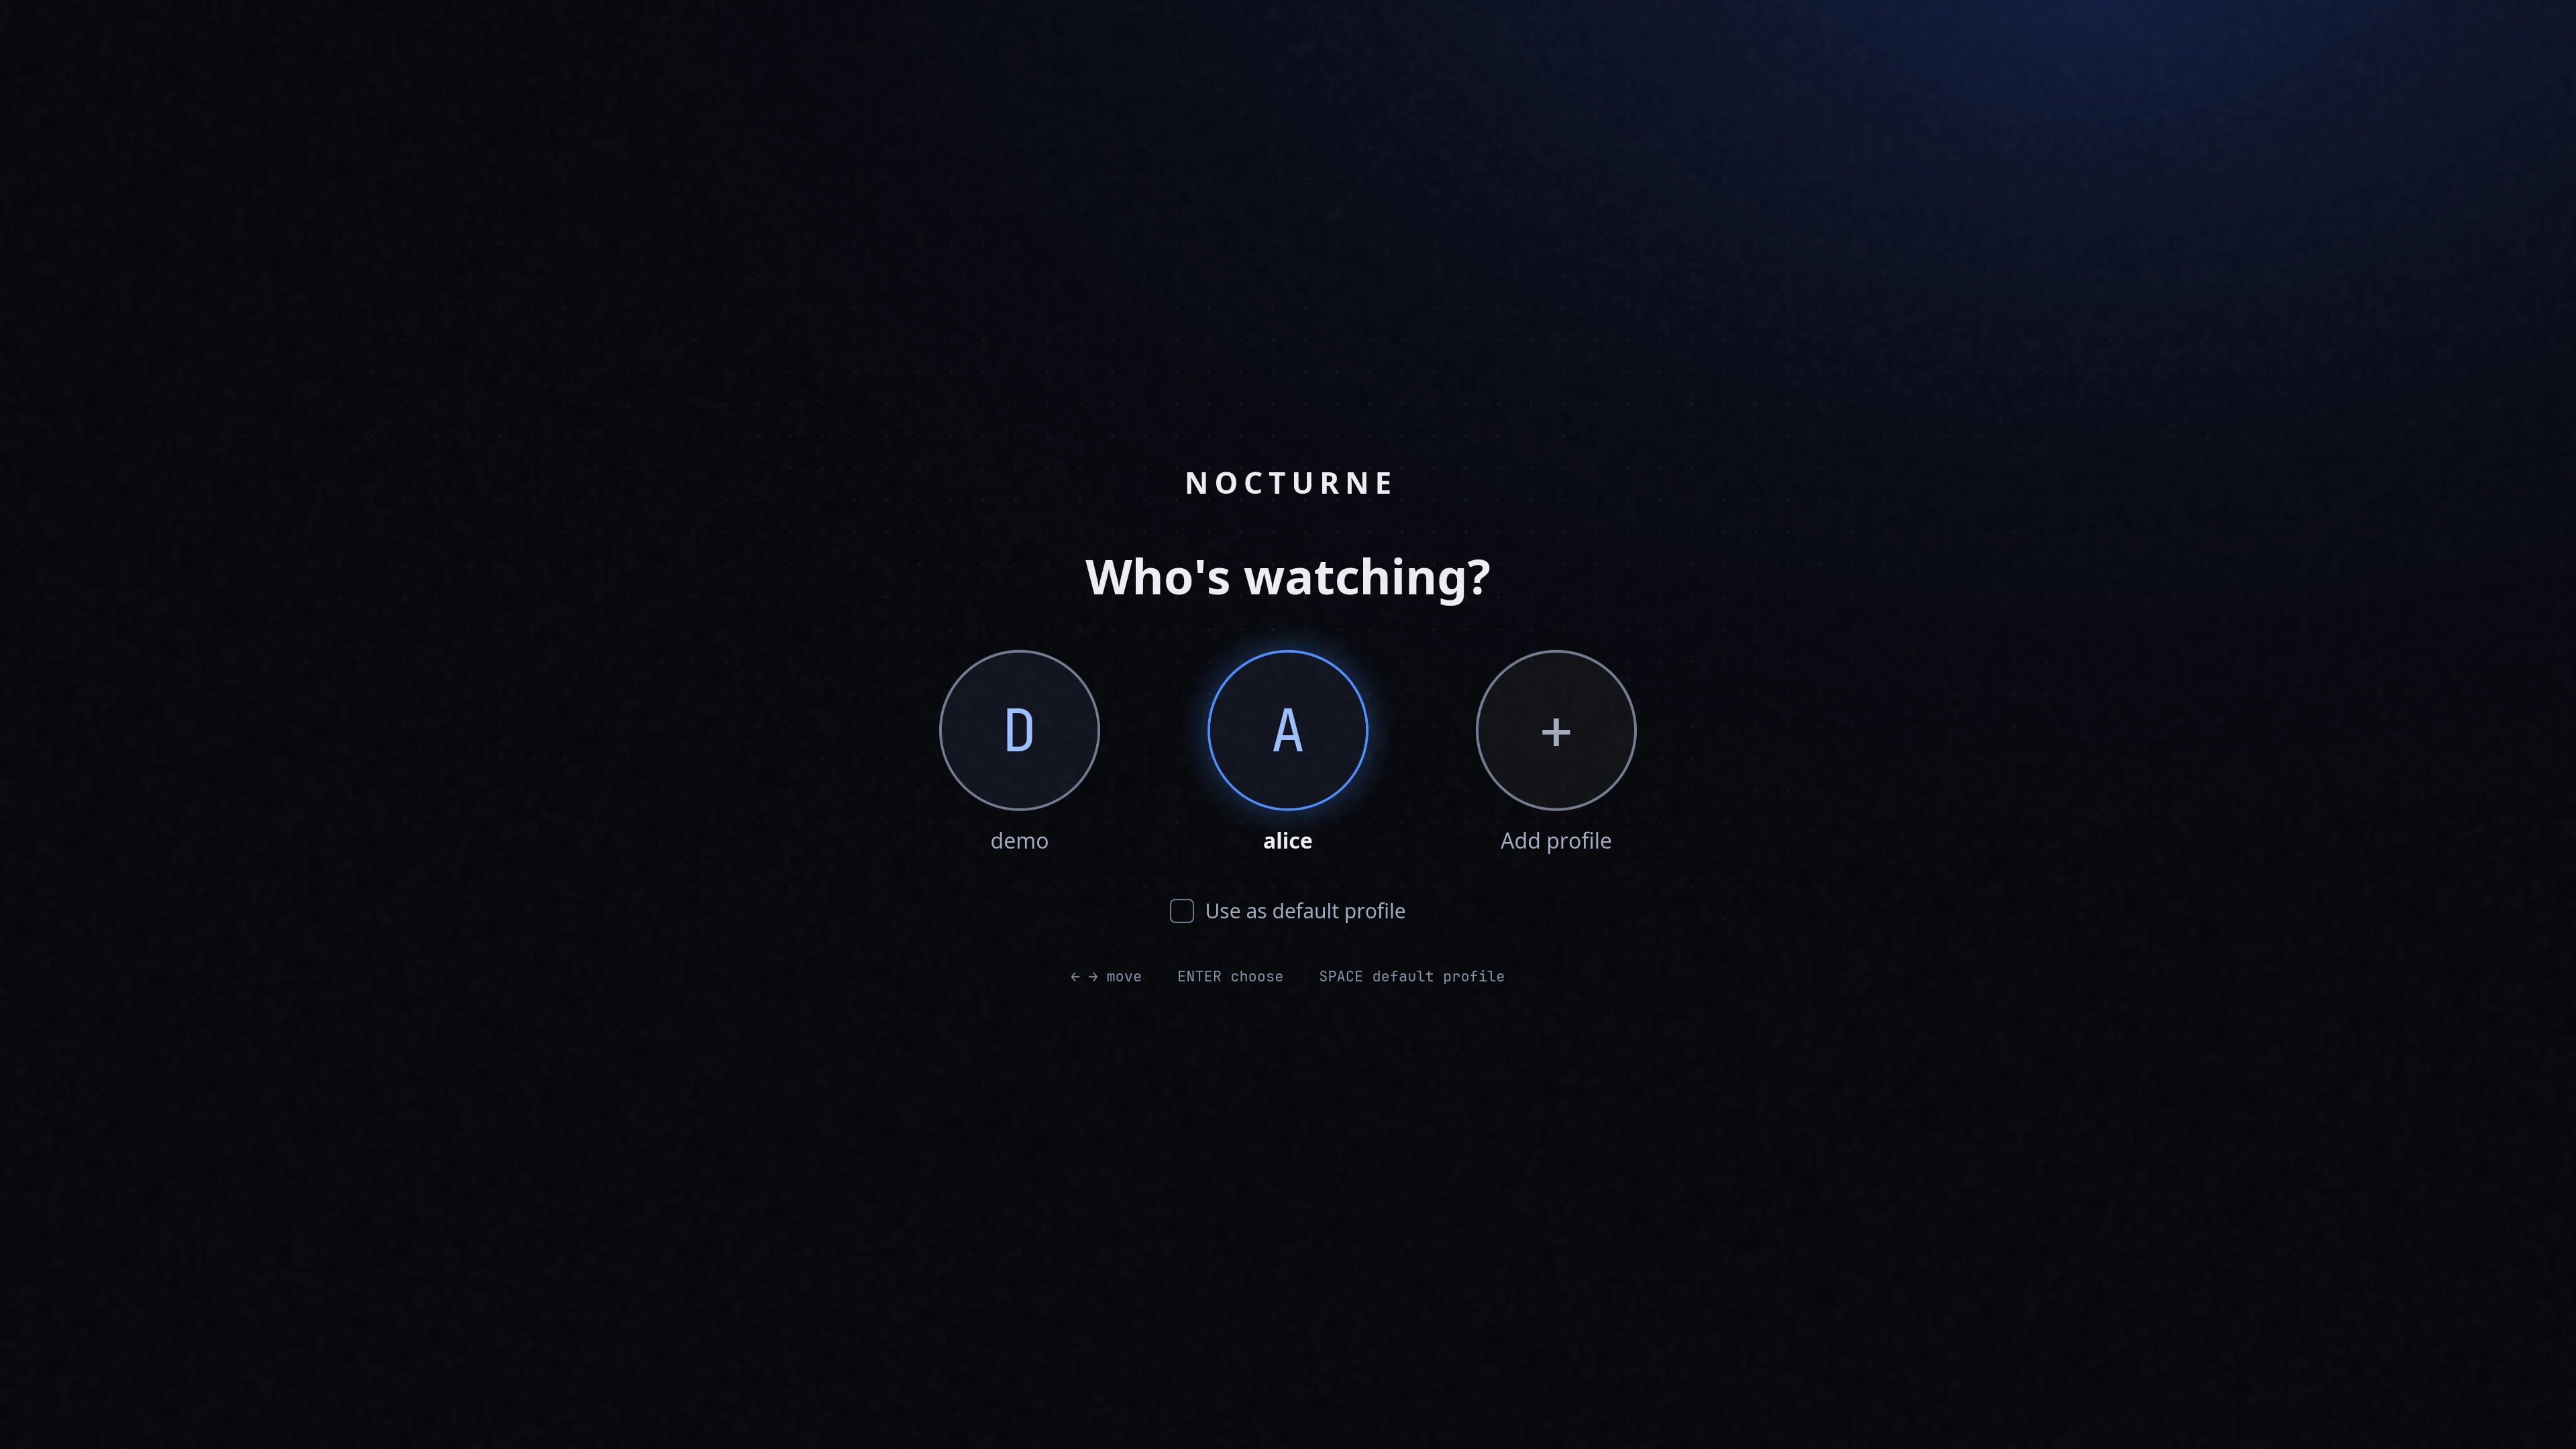 NOCTURNE
Who's watching?
D A +
demo alice Add profile
Use as default profile
← → move ENTER choose SPACE default profile